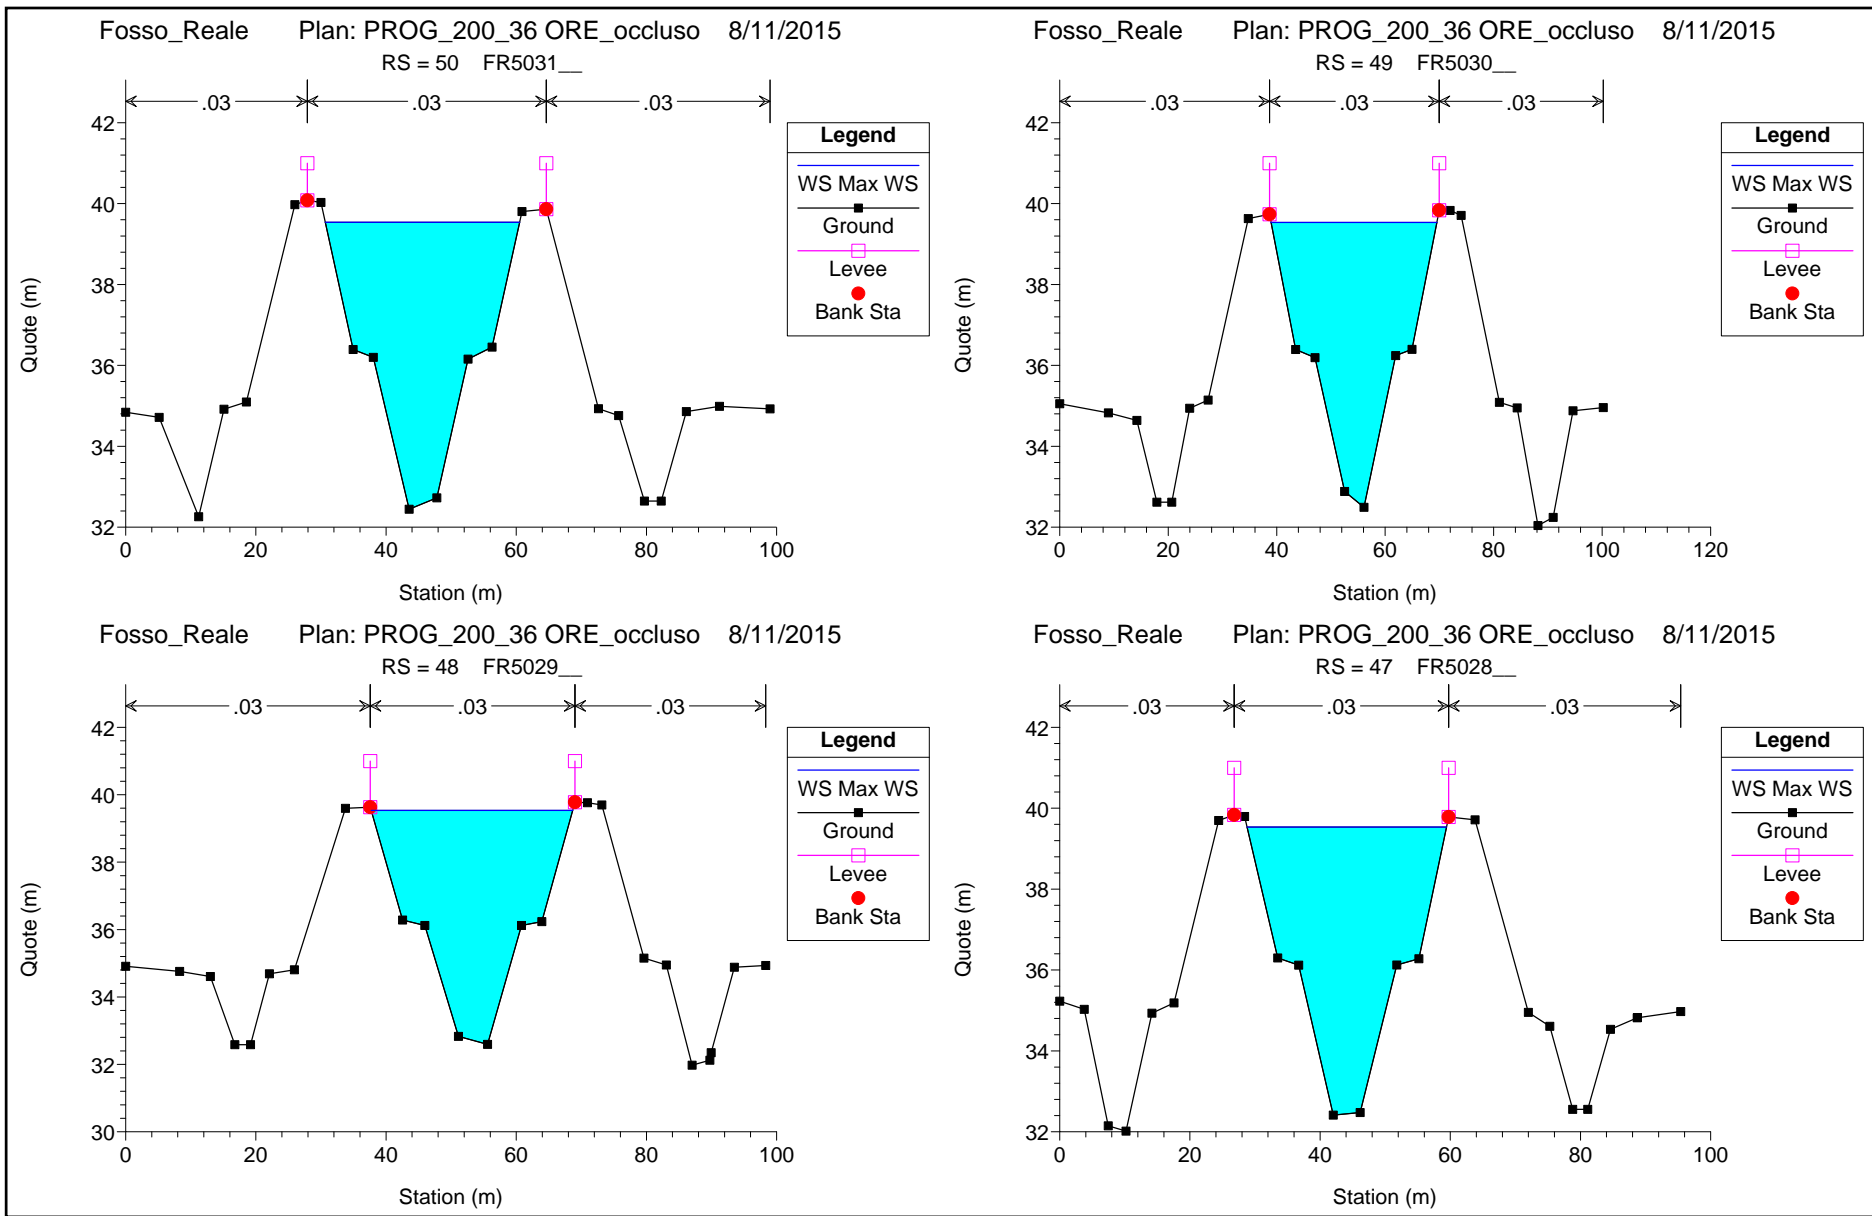 Fosso_Reale Plan: PROG_200_36 ORE_occluso 8/11/2015
RS = 50 FR5031__
.03 .03 .03
42
40
38
36
34
32
0 20 40 60 80 100
Quote (m)
Station (m)
Legend
WS Max WS
Ground
Levee
Bank Sta
Fosso_Reale Plan: PROG_200_36 ORE_occluso 8/11/2015
RS = 49 FR5030__
.03 .03 .03
42
40
38
36
34
32
0 20 40 60 80 100 120
Quote (m)
Station (m)
Legend
WS Max WS
Ground
Levee
Bank Sta
Fosso_Reale Plan: PROG_200_36 ORE_occluso 8/11/2015
RS = 48 FR5029__
.03 .03 .03
42
40
38
36
34
32
30
0 20 40 60 80 100
Quote (m)
Station (m)
Legend
WS Max WS
Ground
Levee
Bank Sta
Fosso_Reale Plan: PROG_200_36 ORE_occluso 8/11/2015
RS = 47 FR5028__
.03 .03 .03
42
40
38
36
34
32
0 20 40 60 80 100
Quote (m)
Station (m)
Legend
WS Max WS
Ground
Levee
Bank Sta